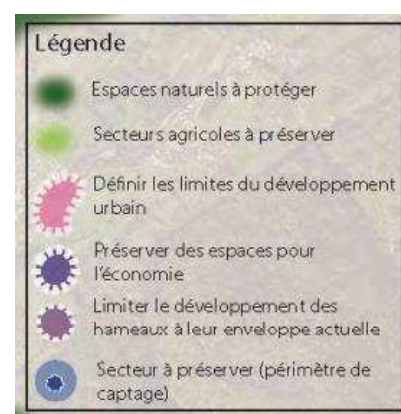 Légende
Espaces naturels à protéger
Secteurs agricoles à préserver
Définir les limites du développement
urbain
Préserver des espaces pour
l'économie
Limiter le développement des
hameaux à leur enveloppe actuelle
Secteur à préserver (périmètre de
captage)